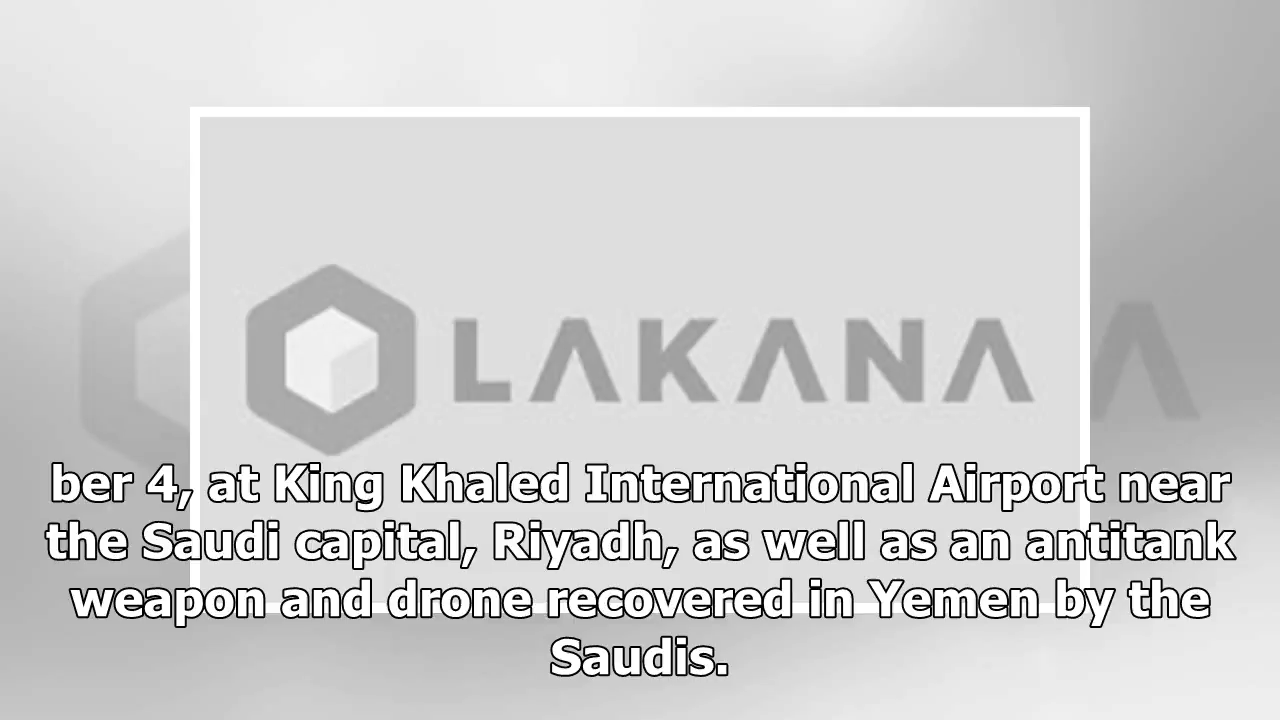 LAKANA
ber 4, at King Khaled International Airport near
the Saudi capital, Riyadh, as well as an antitank
weapon and drone recovered in Yemen by the
Saudis.